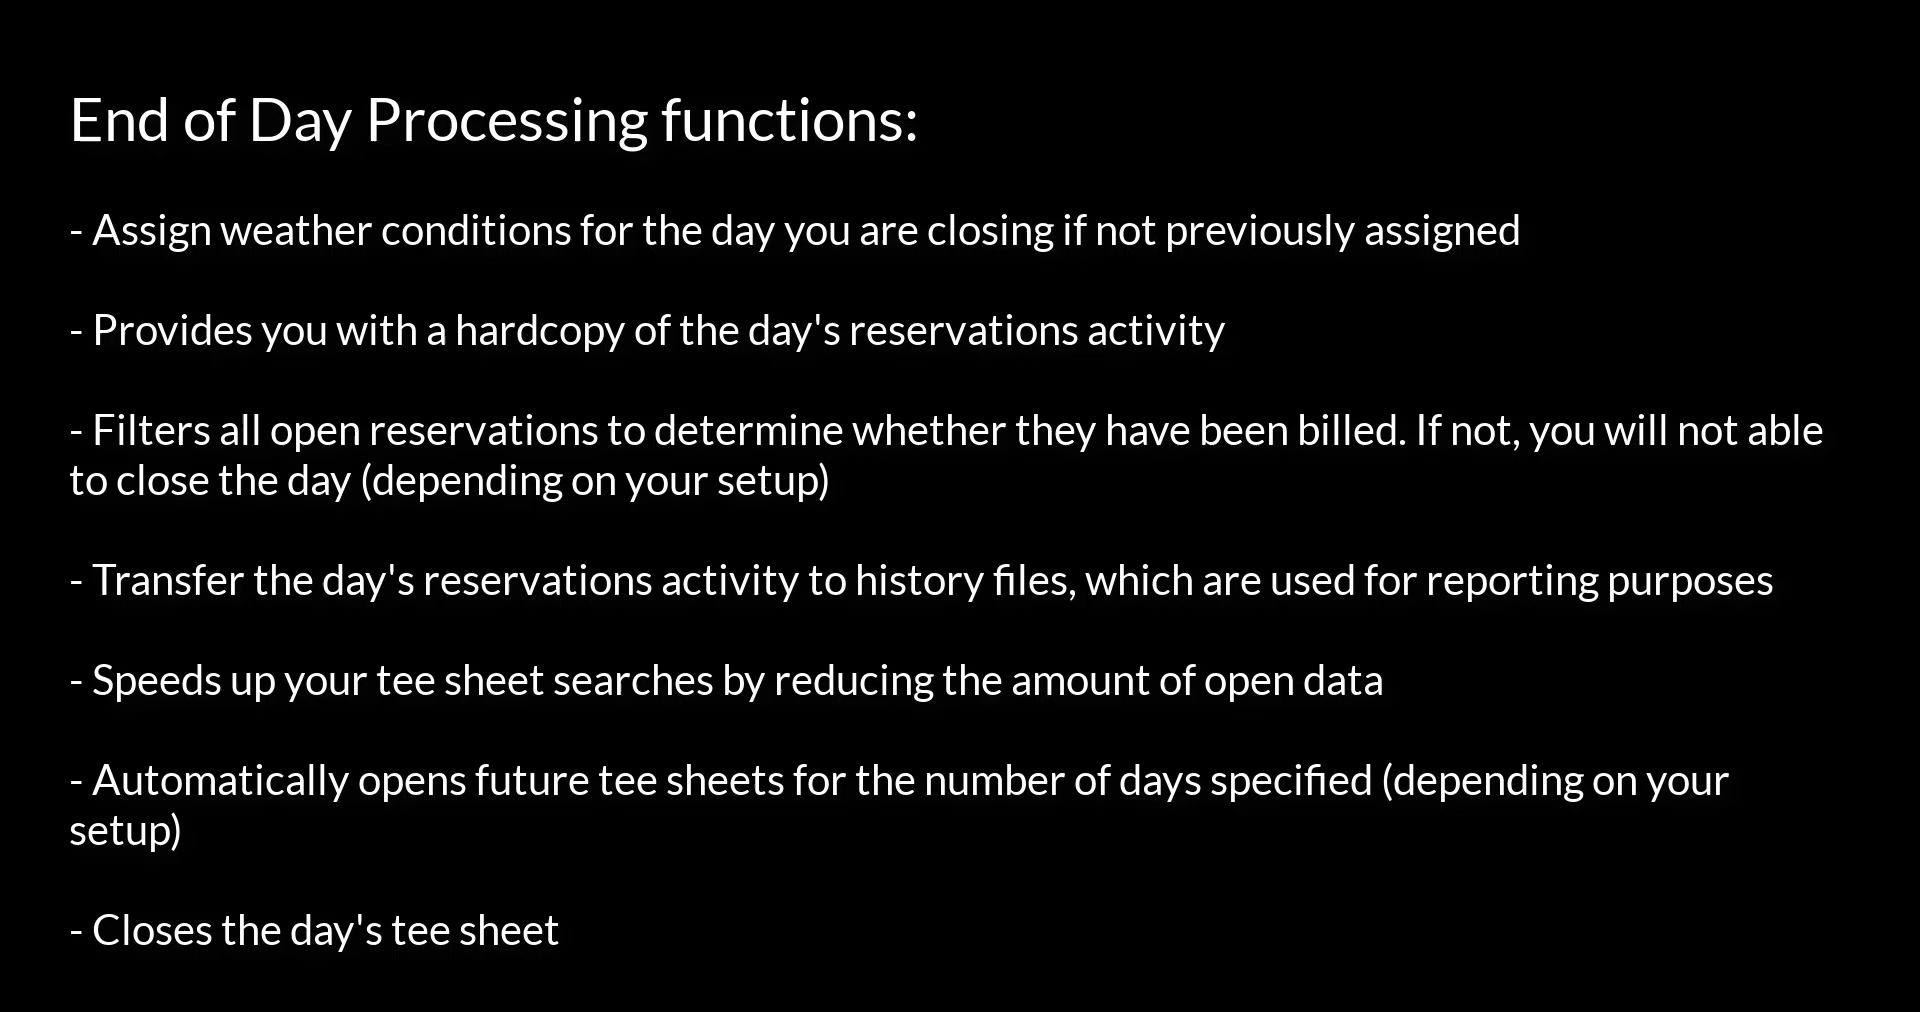 End of Day Processing functions:
- Assign weather conditions for the day you are closing if not previously assigned
- Provides you with a hardcopy of the day's reservations activity
- Filters all open reservations to determine whether they have been billed. If not, you will not able
to close the day (depending on your setup)
- Transfer the day's reservations activity to history files, which are used for reporting purposes
- Speeds up your tee sheet searches by reducing the amount of open data
- Automatically opens future tee sheets for the number of days specified (depending on your
setup)
- Closes the day's tee sheet